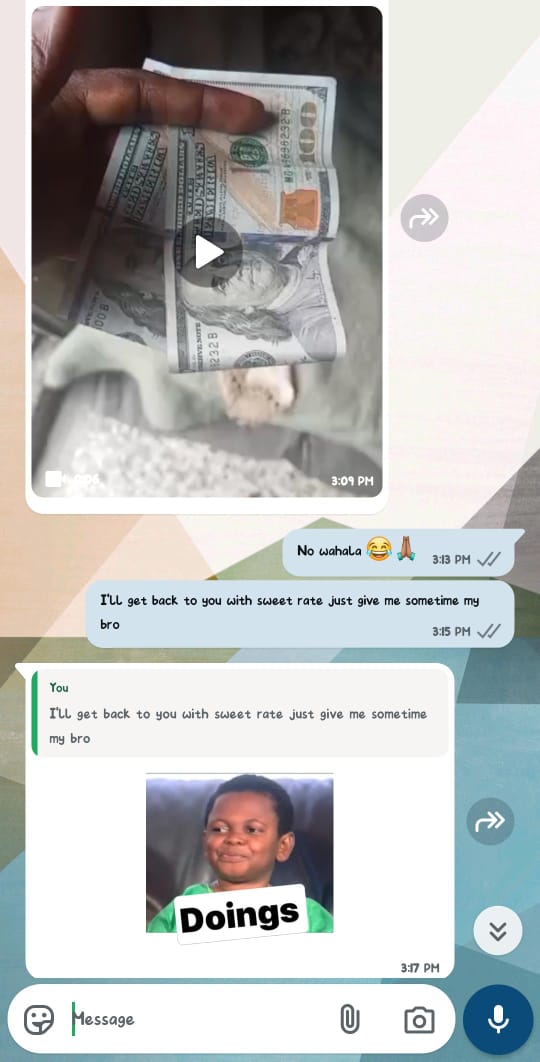 100
3:09 PM
No wahala 😂🙏🏾
3:13 PM
I'll get back to you with sweet rate just give me sometime my
bro
3:15 PM
You
I'll get back to you with sweet rate just give me sometime
my bro
Doings
3:17 PM
Message